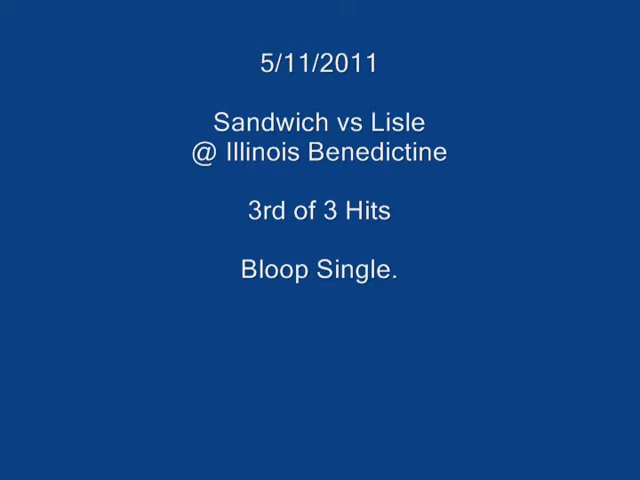 5/11/2011
Sandwich vs Lisle
@ Illinois Benedictine
3rd of 3 Hits
Bloop Single.